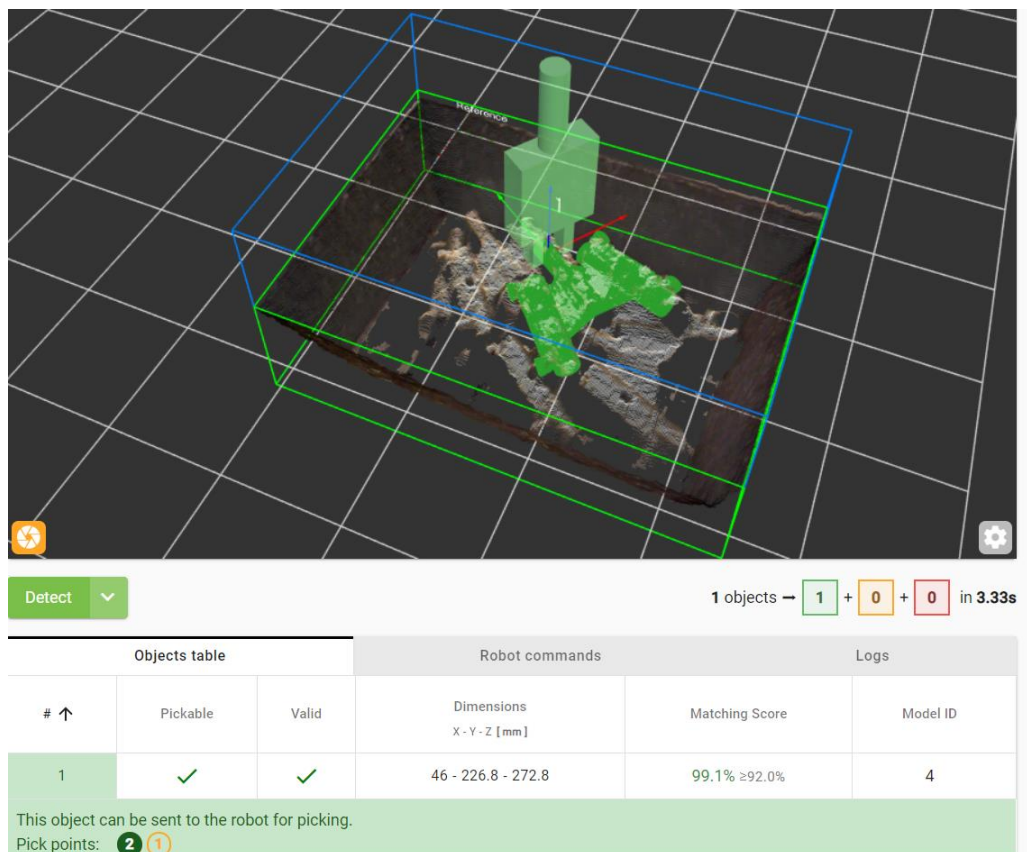 Reference
1
Detect
1 objects → 1 + 0 + 0 in 3.33s
Objects table Robot commands Logs
# ↑ Pickable Valid Dimensions Matching Score Model ID
X - Y - Z [mm]
1 ✓ ✓ 46 - 226.8 - 272.8 99.1% ≥92.0% 4
This object can be sent to the robot for picking.
Pick points: 2 1